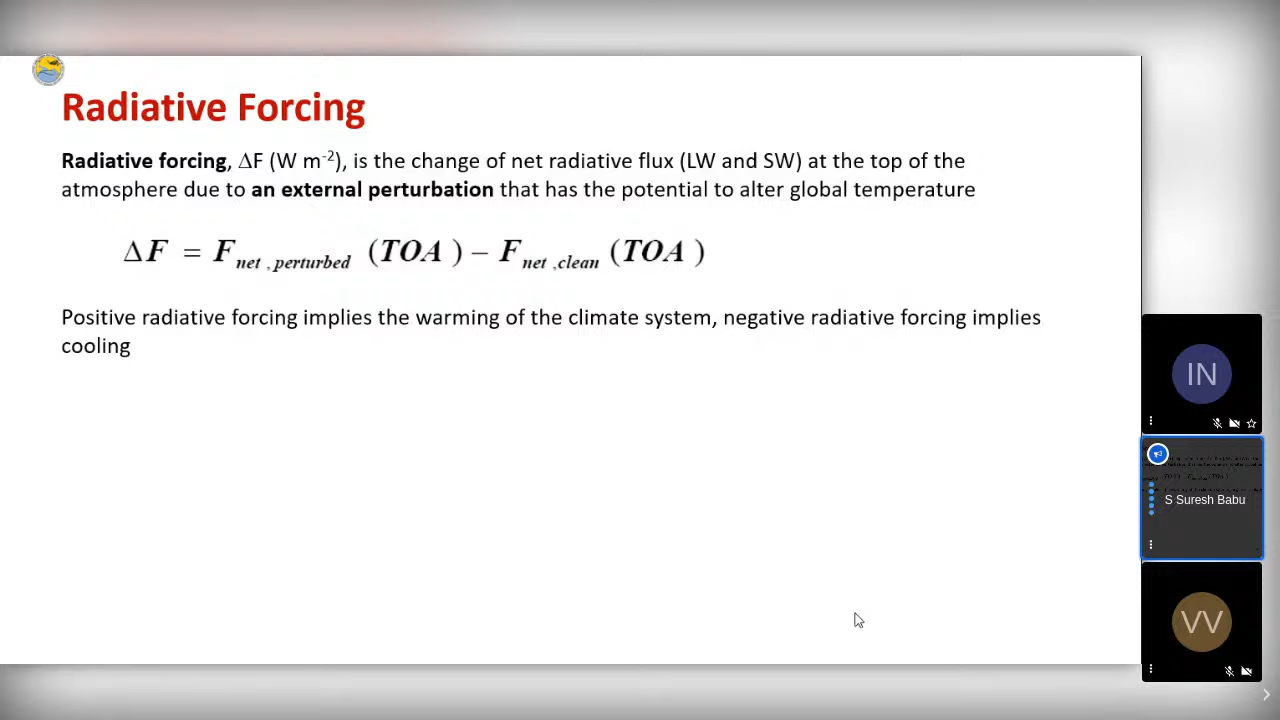 Radiative Forcing
Radiative forcing, ΔF (W m⁻²), is the change of net radiative flux (LW and SW) at the top of the
atmosphere due to an external perturbation that has the potential to alter global temperature
ΔF = F net ,perturbed (TOA ) – F net ,clean (TOA )
Positive radiative forcing implies the warming of the climate system, negative radiative forcing implies
cooling
IN
S Suresh Babu
VV